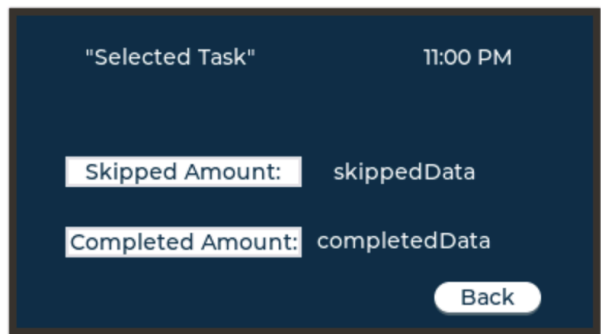 "Selected Task" 11:00 PM
Skipped Amount: skippedData
Completed Amount: completedData
Back